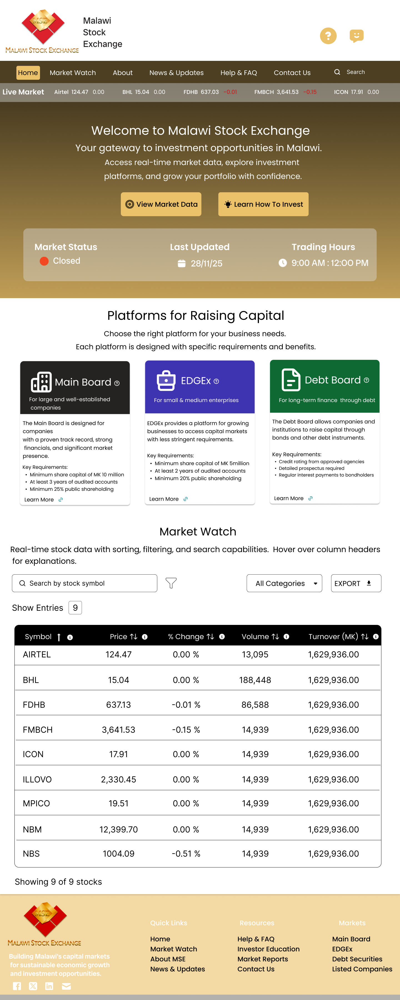 MSE
MALAWI STOCK EXCHANGE
Malawi
Stock
Exchange
?
Home Market Watch About News & Updates Help & FAQ Contact Us Search
Live Market Airtel 124.47 0.00 BHL 15.04 0.00 FDHB 637.03 -0.01 FMBCH 3,641.53 -0.15 ICON 17.91 0.00
Welcome to Malawi Stock Exchange
Your gateway to investment opportunities in Malawi.
Access real-time market data, explore investment
platforms, and grow your portfolio with confidence.
View Market Data Learn How To Invest
Market Status Last Updated Trading Hours
Closed 28/11/25 9:00 AM : 12:00 PM
Platforms for Raising Capital
Choose the right platform for your business needs.
Each platform is designed with specific requirements and benefits.
Main Board ?
For large and well-established
companies
The Main Board is designed for
companies
with a proven track record, strong
financials, and significant market
presence.
Key Requirements:
• Minimum share capital of MK 10 million
• At least 3 years of audited accounts
• Minimum 25% public shareholding
Learn More
EDGEx ?
For small & medium enterprises
EDGEx provides a platform for growing
businesses to access capital markets
with less stringent requirements.
Key Requirements:
• Minimum share capital of MK 5million
• At least 2 years of audited accounts
• Minimum 20% public shareholding
Learn More
Debt Board ?
For long-term finance through debt
The Debt Board allows companies and
institutions to raise capital through
bonds and other debt instruments.
Key Requirements:
• Credit rating from approved agencies
• Detailed prospectus required
• Regular interest payments to bondholders
Learn More
Market Watch
Real-time stock data with sorting, filtering, and search capabilities. Hover over column headers
for explanations.
Search by stock symbol All Categories EXPORT
Show Entries 9
Symbol ↑ i Price ↑↓ i % Change ↑↓ i Volume ↑↓ i Turnover (MK) ↑↓ i
AIRTEL 124.47 0.00 % 13,095 1,629,936.00
BHL 15.04 0.00 % 188,448 1,629,936.00
FDHB 637.13 -0.01 % 86,588 1,629,936.00
FMBCH 3,641.53 -0.15 % 14,939 1,629,936.00
ICON 17.91 0.00 % 14,939 1,629,936.00
ILLOVO 2,330.45 0.00 % 14,939 1,629,936.00
MPICO 19.51 0.00 % 14,939 1,629,936.00
NBM 12,399.70 0.00 % 14,939 1,629,936.00
NBS 1004.09 -0.51 % 14,939 1,629,936.00
Showing 9 of 9 stocks
MSE
MALAWI STOCK EXCHANGE
Building Malawi's capital markets
for sustainable economic growth
and investment opportunities.
Quick Links
Home
Market Watch
About MSE
News & Updates
Resources
Help & FAQ
Investor Education
Market Reports
Contact Us
Markets
Main Board
EDGEx
Debt Securities
Listed Companies